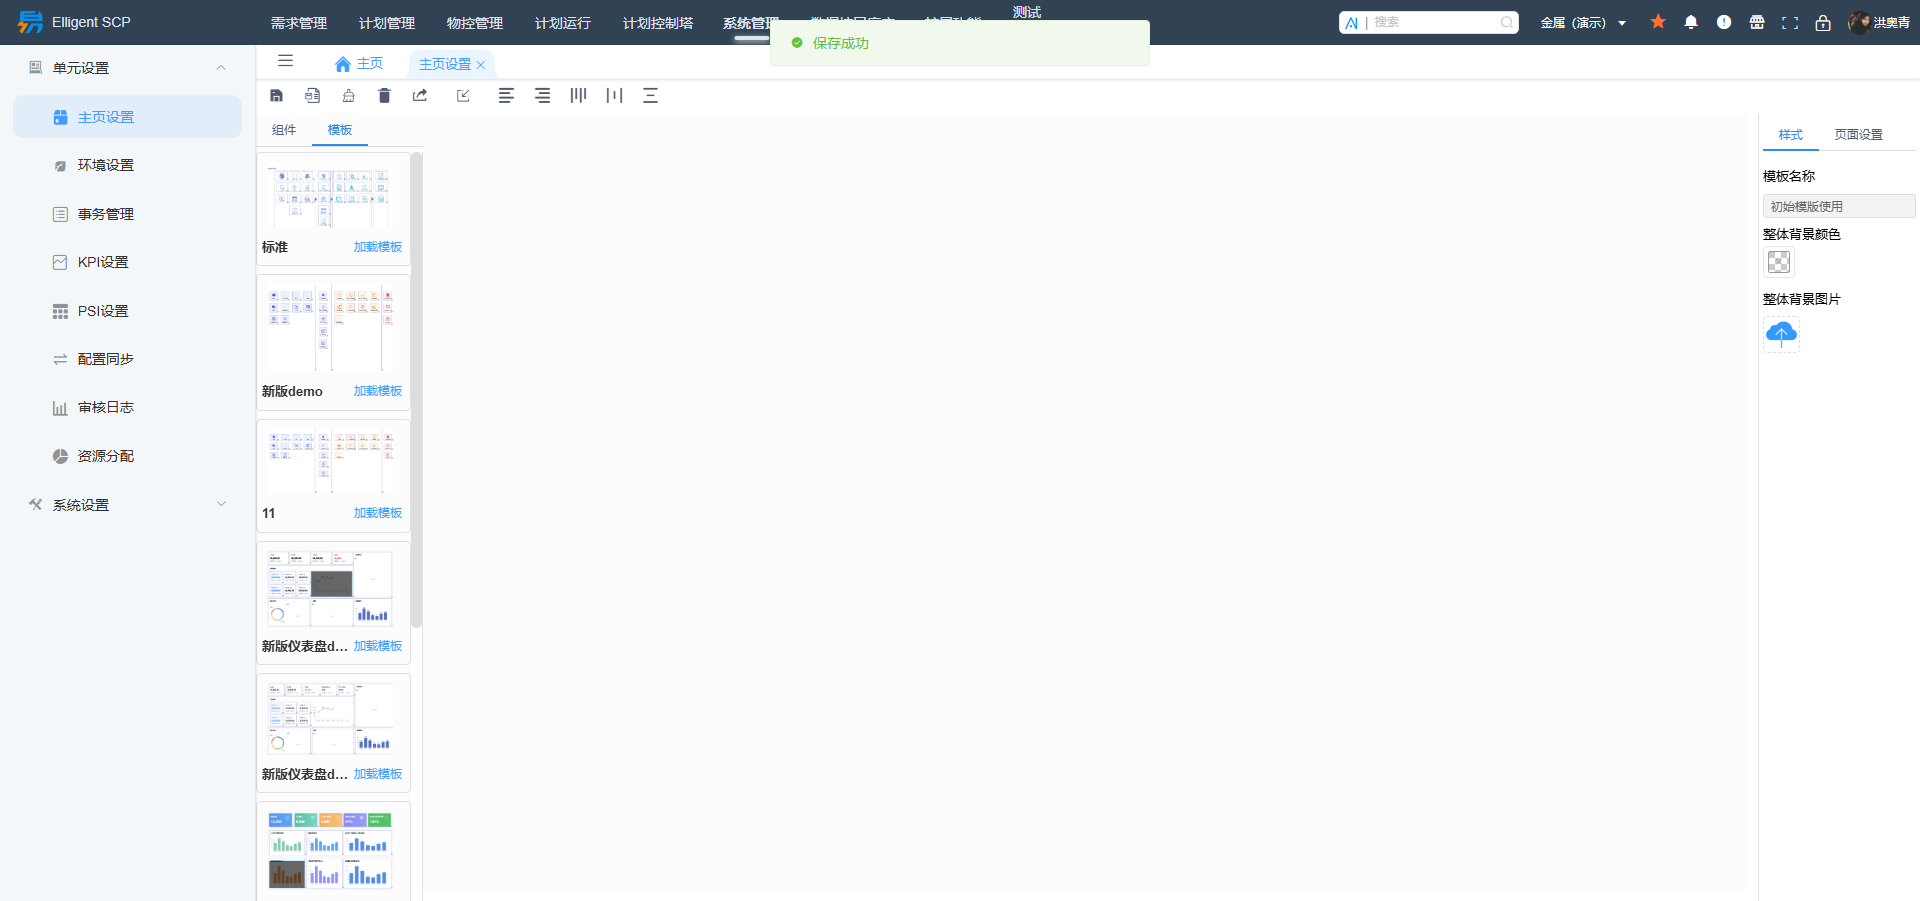 Elligent SCP
需求管理
计划管理
物控管理
计划运行
计划控制塔
系统管理
测试
AI | 搜索
金属（演示）
洪奥青
保存成功
单元设置
主页设置
环境设置
事务管理
KPI设置
PSI设置
配置同步
审核日志
资源分配
系统设置
主页
主页设置
组件
模板
标准
加载模板
新版demo
加载模板
11
加载模板
新版仪表盘d...
加载模板
新版仪表盘d...
加载模板
样式
页面设置
模板名称
初始模版使用
整体背景颜色
整体背景图片